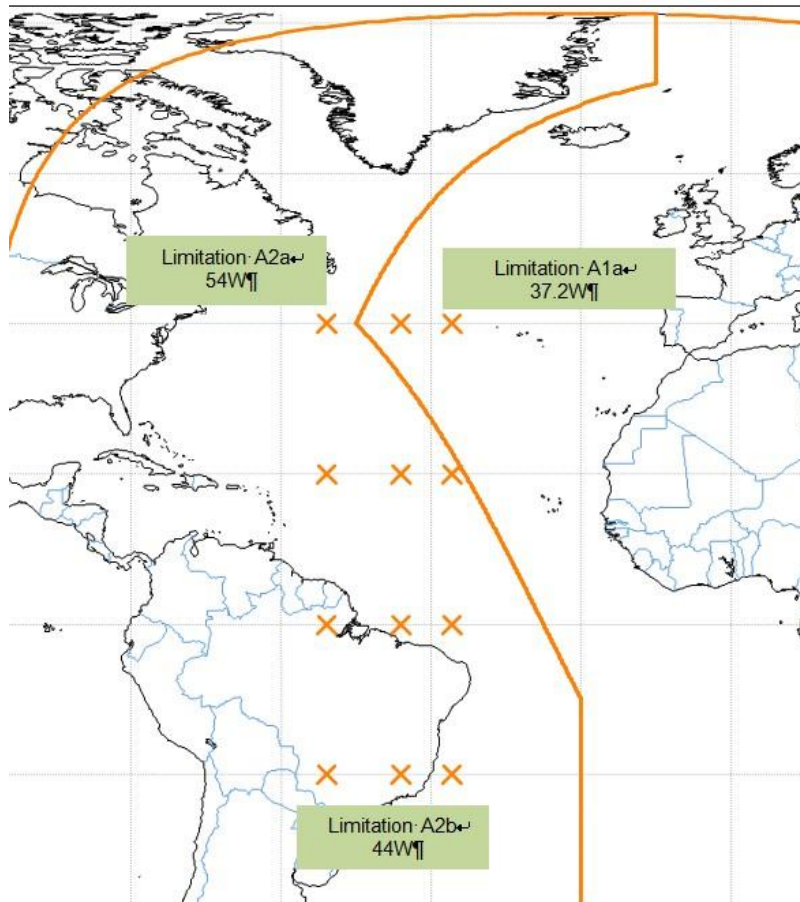 Limitation·A2a↵
54W¶
Limitation·A1a↵
37.2W¶
Limitation·A2b↵
44W¶